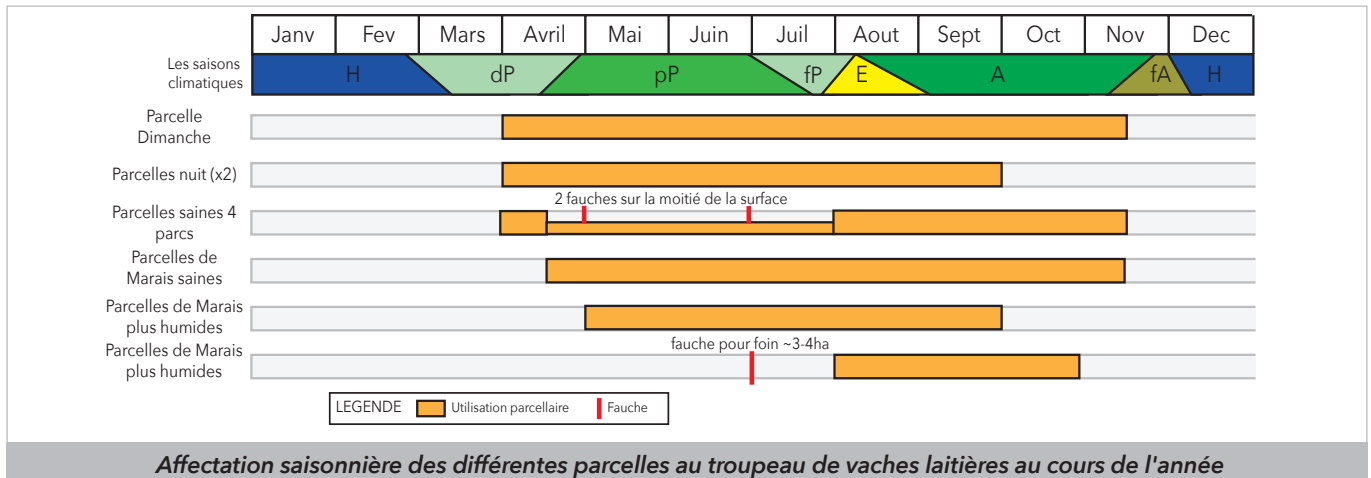 Janv Fev Mars Avril Mai Juin Juil Aout Sept Oct Nov Dec
Les saisons
climatiques
H dP pP fP E A fA H
Parcelle
Dimanche
Parcelles nuit (x2)
2 fauches sur la moitié de la surface
Parcelles saines 4
parcs
Parcelles de
Marais saines
Parcelles de Marais
plus humides
fauche pour foin ~3-4ha
Parcelles de Marais
plus humides
LEGENDE Utilisation parcellaire Fauche
Affectation saisonnière des différentes parcelles au troupeau de vaches laitières au cours de l'année